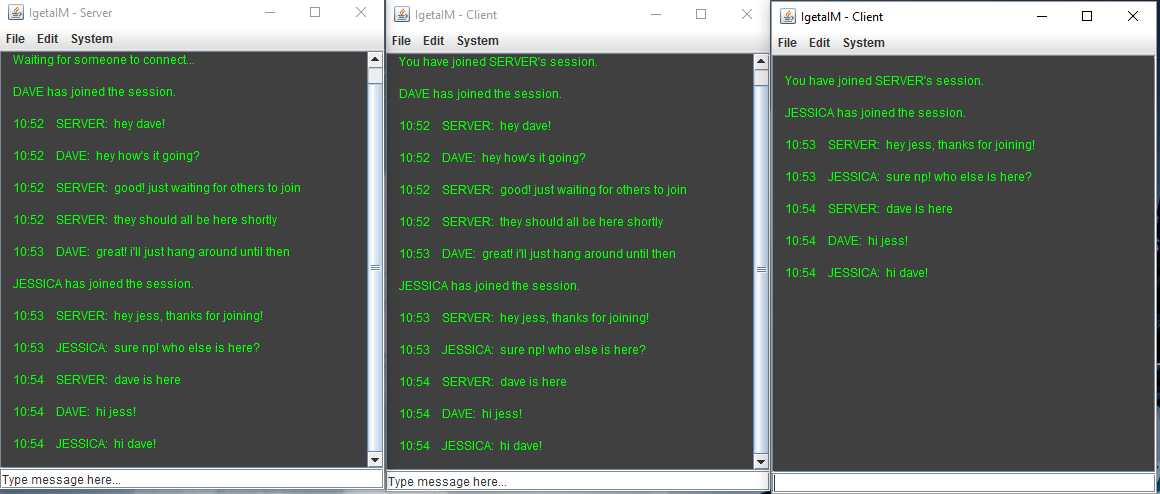 IgetaIM - Server
File Edit System
Waiting for someone to connect...
DAVE has joined the session.
10:52 SERVER: hey dave!
10:52 DAVE: hey how's it going?
10:52 SERVER: good! just waiting for others to join
10:52 SERVER: they should all be here shortly
10:53 DAVE: great! i'll just hang around until then
JESSICA has joined the session.
10:53 SERVER: hey jess, thanks for joining!
10:53 JESSICA: sure np! who else is here?
10:54 SERVER: dave is here
10:54 DAVE: hi jess!
10:54 JESSICA: hi dave!
Type message here...
IgetaIM - Client
File Edit System
You have joined SERVER's session.
DAVE has joined the session.
10:52 SERVER: hey dave!
10:52 DAVE: hey how's it going?
10:52 SERVER: good! just waiting for others to join
10:52 SERVER: they should all be here shortly
10:53 DAVE: great! i'll just hang around until then
JESSICA has joined the session.
10:53 SERVER: hey jess, thanks for joining!
10:53 JESSICA: sure np! who else is here?
10:54 SERVER: dave is here
10:54 DAVE: hi jess!
10:54 JESSICA: hi dave!
Type message here...
IgetaIM - Client
File Edit System
You have joined SERVER's session.
JESSICA has joined the session.
10:53 SERVER: hey jess, thanks for joining!
10:53 JESSICA: sure np! who else is here?
10:54 SERVER: dave is here
10:54 DAVE: hi jess!
10:54 JESSICA: hi dave!